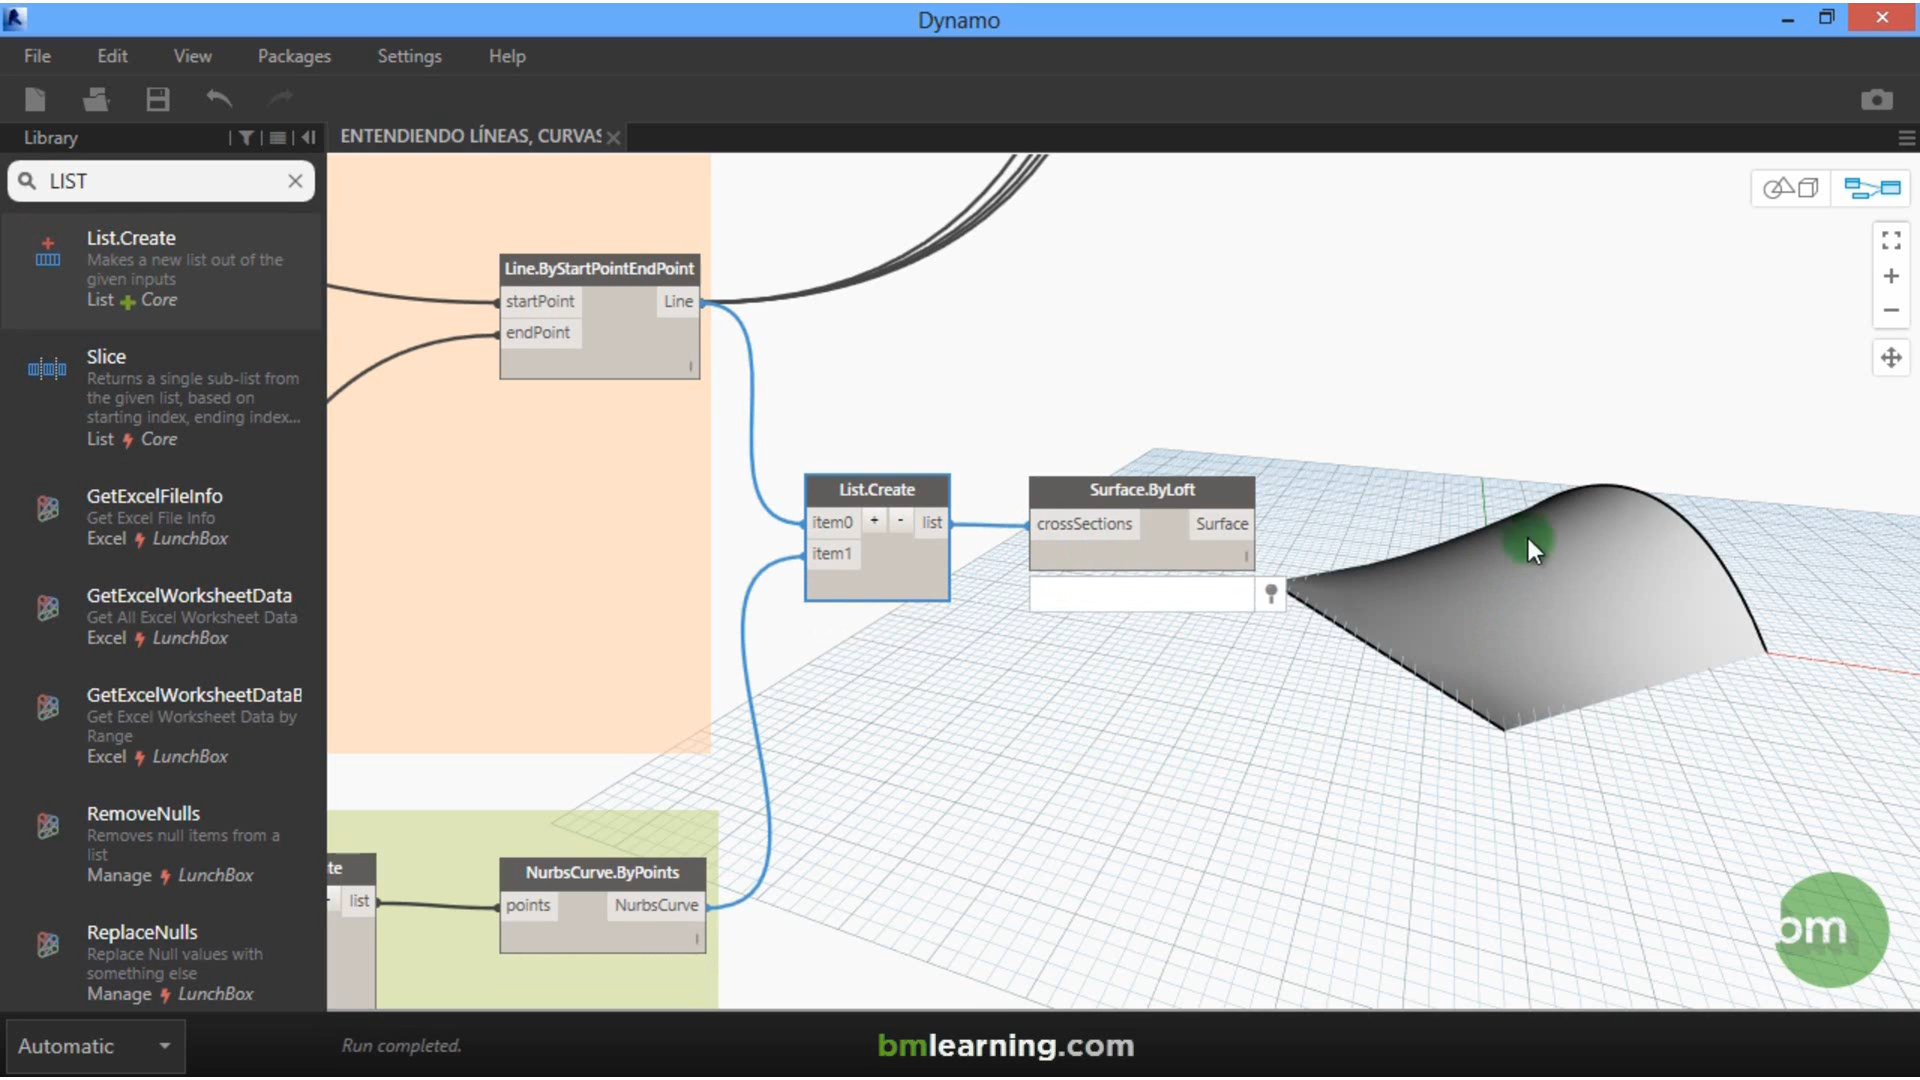 Dynamo
File Edit View Packages Settings Help
Library
ENTENDIENDO LÍNEAS, CURVAS
LIST
List.Create
Makes a new list out of the
given inputs
List Core
Slice
Returns a single sub-list from
the given list, based on
starting index, ending index...
List Core
GetExcelFileInfo
Get Excel File Info
Excel LunchBox
GetExcelWorksheetData
Get All Excel Worksheet Data
Excel LunchBox
GetExcelWorksheetDataB
Get Excel Worksheet Data by
Range
Excel LunchBox
RemoveNulls
Removes null items from a
list
Manage LunchBox
ReplaceNulls
Replace Null values with
something else
Manage LunchBox
Line.ByStartPointEndPoint
startPoint Line
endPoint
List.Create
item0 + - list
item1
Surface.ByLoft
crossSections Surface
te
- list
NurbsCurve.ByPoints
points NurbsCurve
bm
Automatic
Run completed.
bmlearning.com